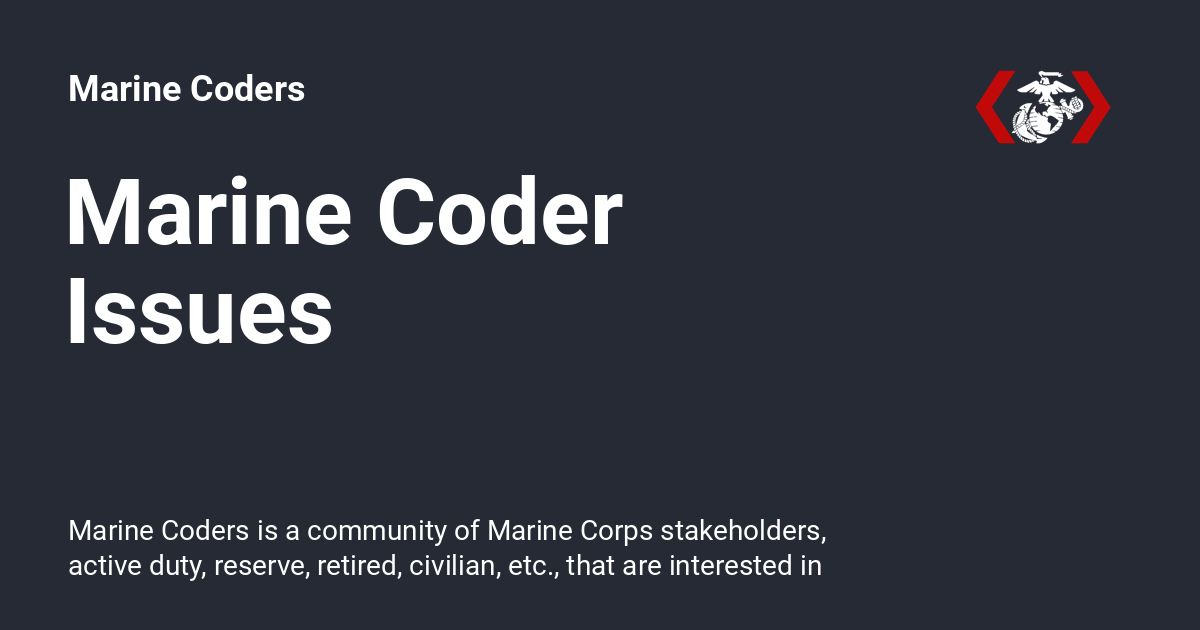 Marine Coders
Marine Coder
Issues
Marine Coders is a community of Marine Corps stakeholders,
active duty, reserve, retired, civilian, etc., that are interested in